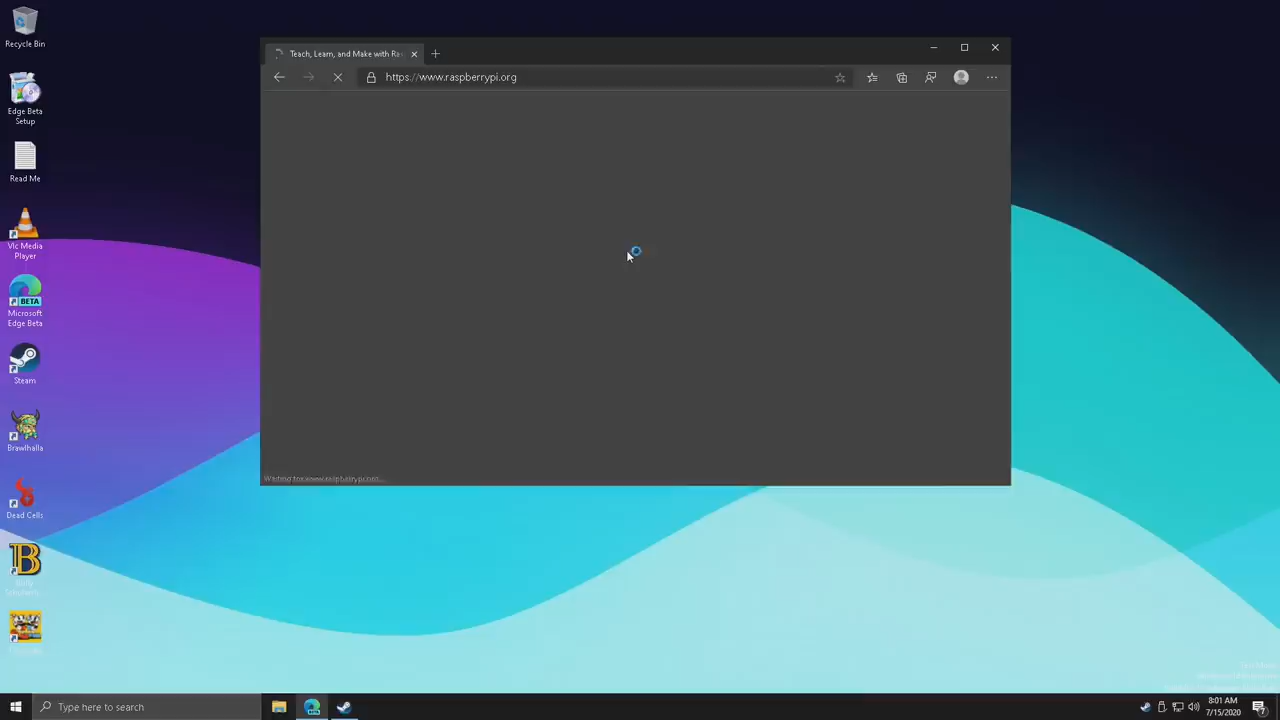 Recycle Bin
Edge Beta
Setup
Read Me
Vlc Media
Player
BETA
Microsoft
Edge Beta
Steam
Brawlhalla
Dead Cells
B
Teach, Learn, and Make with Ras
https://www.raspberrypi.org
Type here to search
8:01 AM
7/15/2020